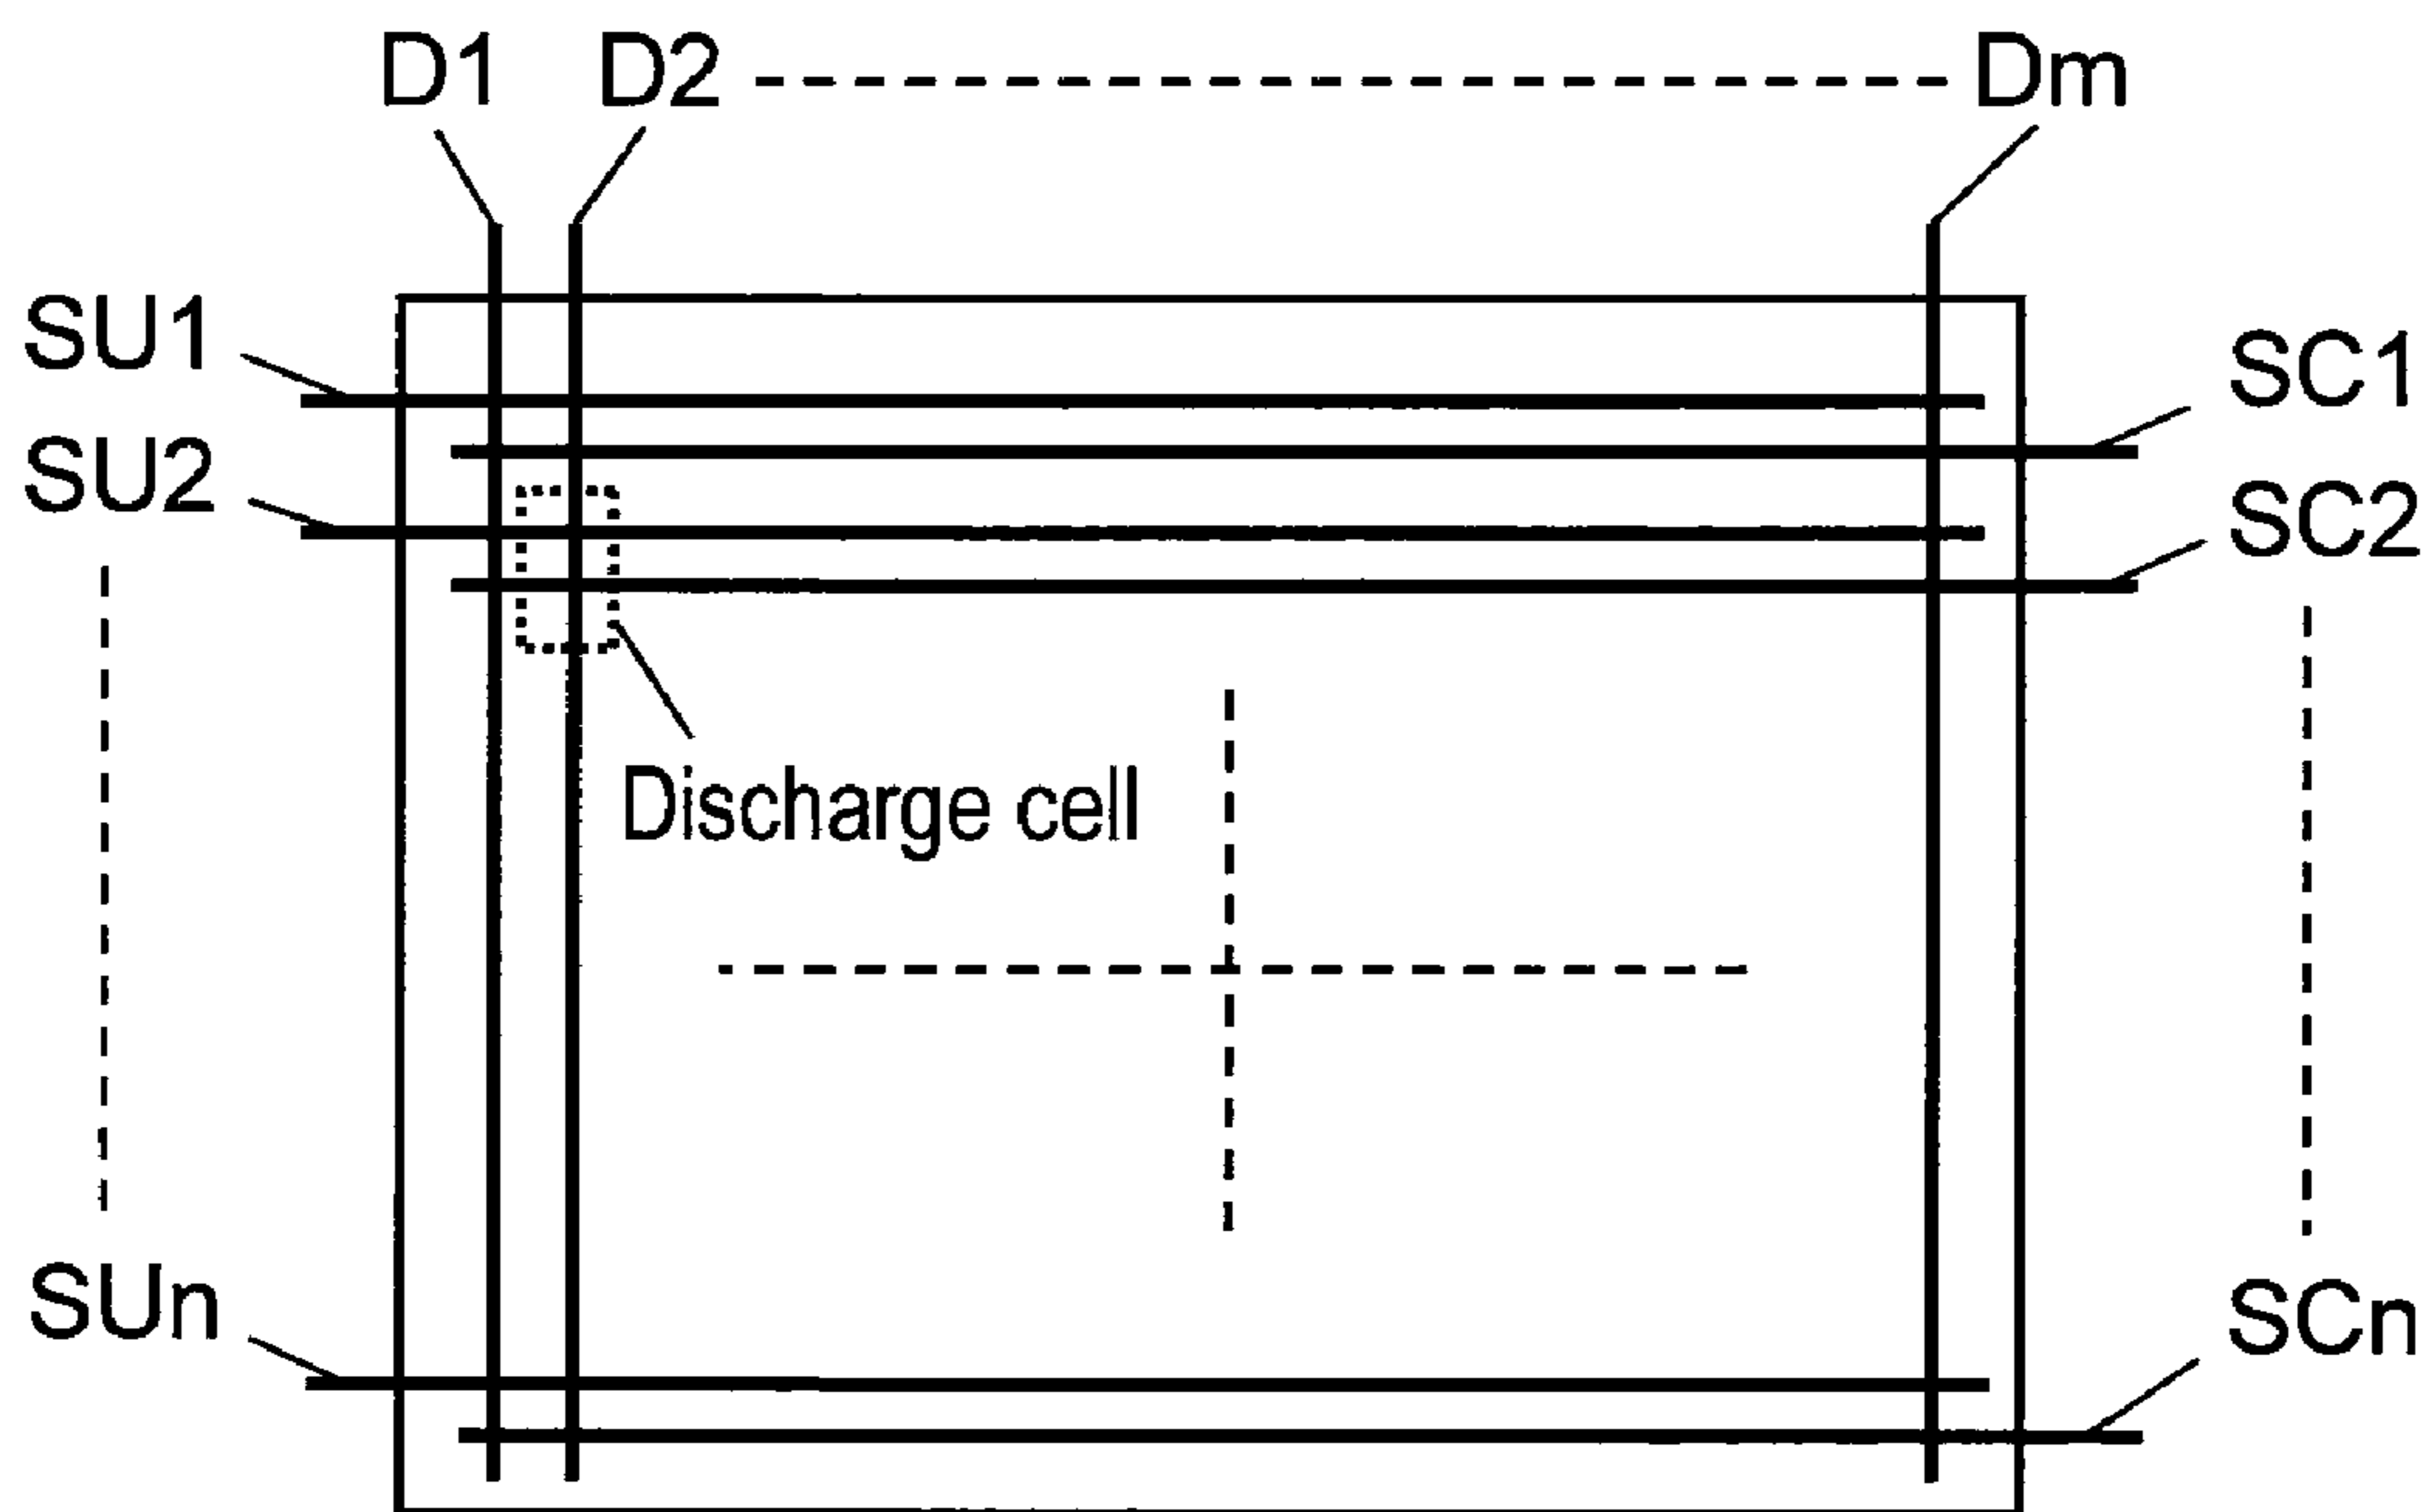 D1 D2 Dm
SU1
SC1
SU2
SC2
Discharge cell
SUn
SCn